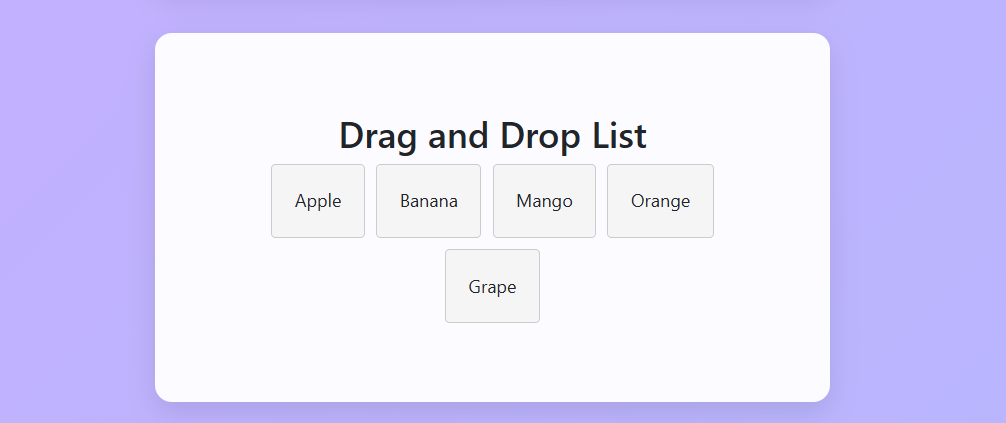 Drag and Drop List
Apple Banana Mango Orange
Grape